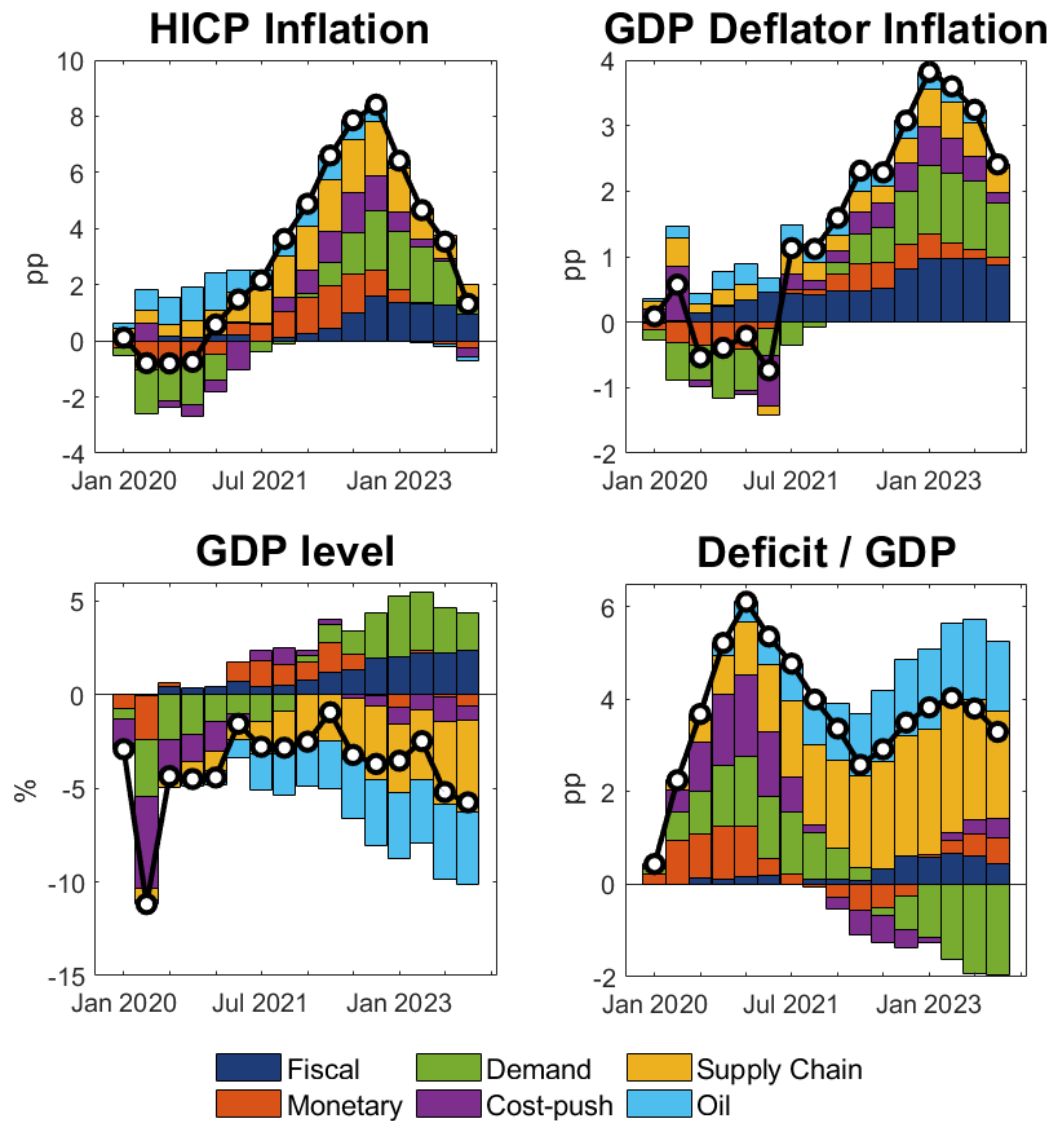 HICP Inflation
10
8
6
4
2
0
-2
-4
pp
Jan 2020 Jul 2021 Jan 2023
GDP Deflator Inflation
4
3
2
1
0
-1
-2
pp
Jan 2020 Jul 2021 Jan 2023
GDP level
5
0
-5
-10
-15
%
Jan 2020 Jul 2021 Jan 2023
Deficit / GDP
6
4
2
0
-2
pp
Jan 2020 Jul 2021 Jan 2023
Fiscal Demand Supply Chain
Monetary Cost-push Oil